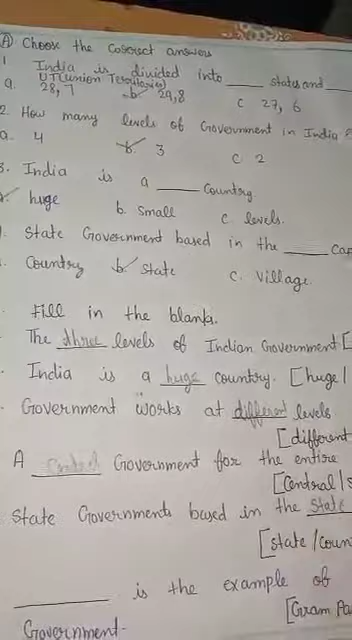 A Choose the Correct answers
1 India is divided into ____ states and ____
UT(Union Territories)
a. 28, 7 b. 29, 8 c. 27, 6
2. How many levels of Government in India
a. 4 b. 3 c 2
3. India is a ____ Country
huge b. Small c. levels.
State Government based in the ____
Country b. State c. Village.
Fill in the blanks.
The three levels of Indian Government [
India is a huge country. [huge/
Government works at different levels.
[different
A Central Government for the entire
[Central/s
State Governments based in the State
[state/coun
____ is the example of
[Gram Pa
Government.